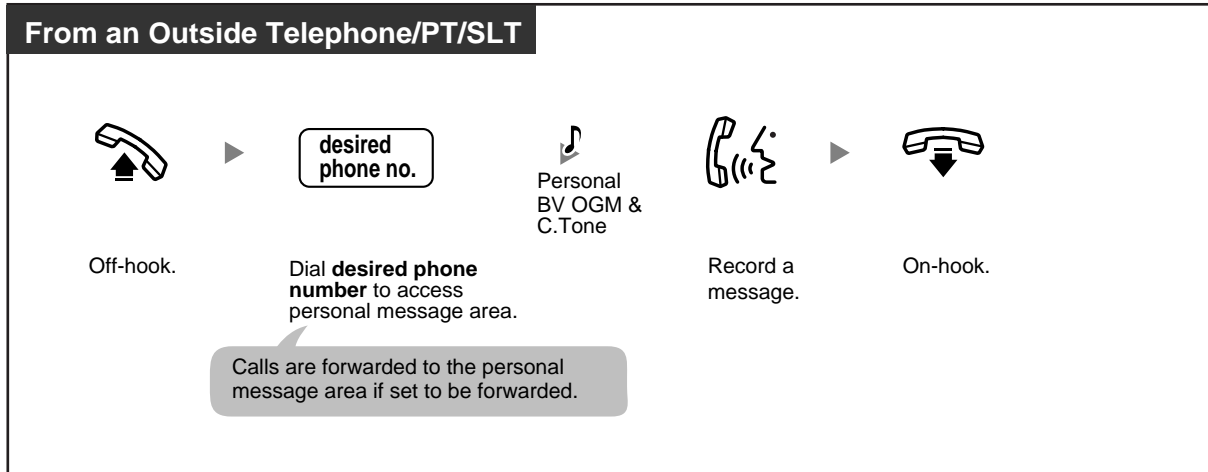 From an Outside Telephone/PT/SLT
desired
phone no.
Personal
BV OGM &
C.Tone
Off-hook.
Dial desired phone
number to access
personal message area.
Record a
message.
On-hook.
Calls are forwarded to the personal
message area if set to be forwarded.